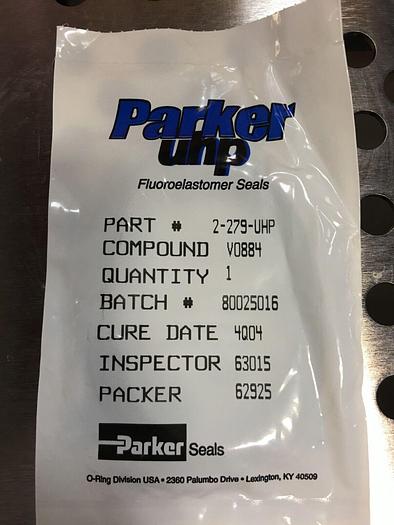 Parker
uhp
Fluoroelastomer Seals
PART # 2-279-UHP
COMPOUND V0884
QUANTITY 1
BATCH # 80025016
CURE DATE 4Q04
INSPECTOR 63015
PACKER 62925
Parker Seals
O-Ring Division USA • 2360 Palumbo Drive • Lexington, KY 40509